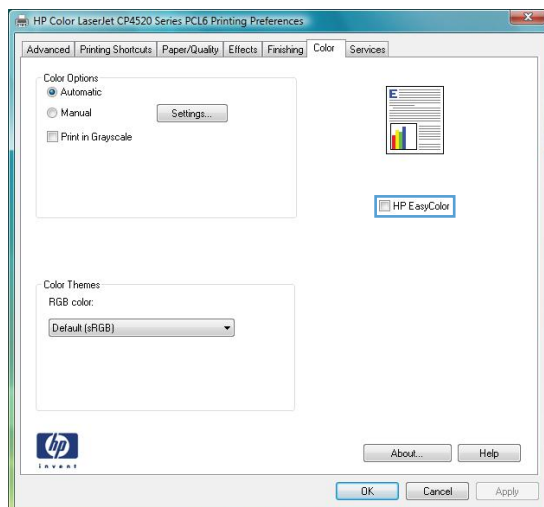 HP Color LaserJet CP4520 Series PCL6 Printing Preferences
Advanced Printing Shortcuts Paper/Quality Effects Finishing Color Services
Color Options
Automatic
Manual
Settings...
Print in Grayscale
E
HP EasyColor
Color Themes
RGB color:
Default (sRGB)
hp
invent
About...
Help
OK
Cancel
Apply